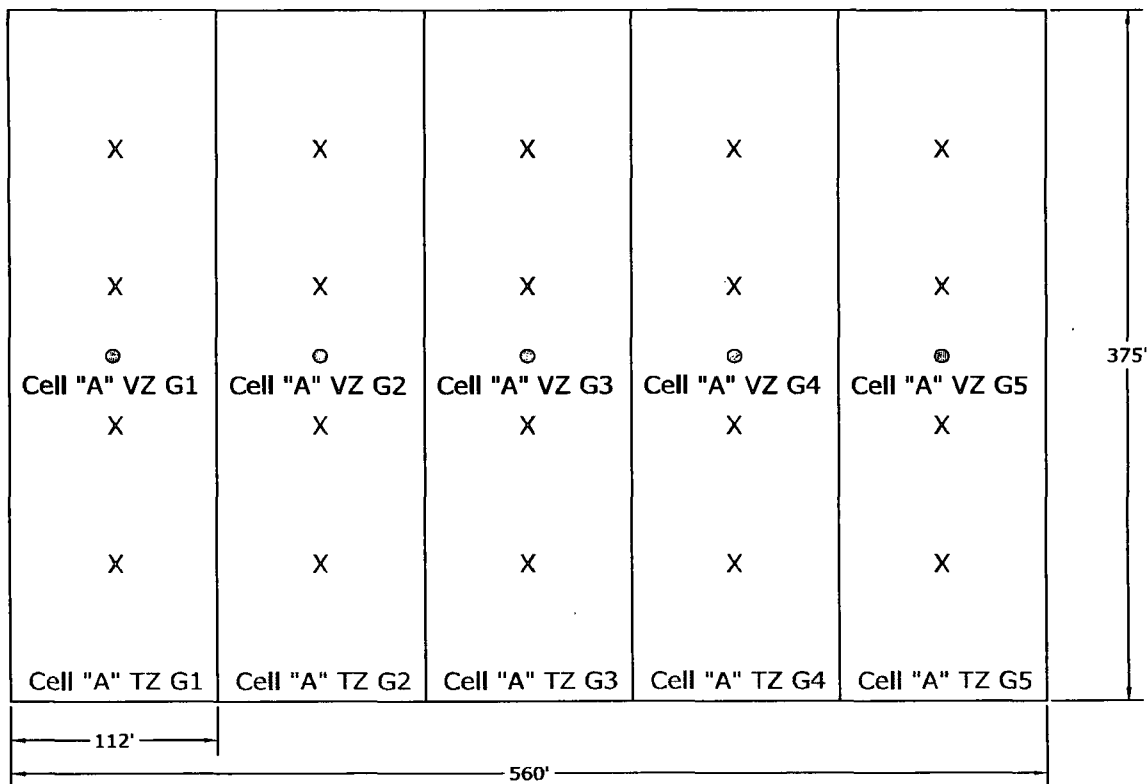 X X X X X
X X X X X
Cell "A" VZ G1 Cell "A" VZ G2 Cell "A" VZ G3 Cell "A" VZ G4 Cell "A" VZ G5
375'
X X X X X
X X X X X
Cell "A" TZ G1 Cell "A" TZ G2 Cell "A" TZ G3 Cell "A" TZ G4 Cell "A" TZ G5
112'
560'